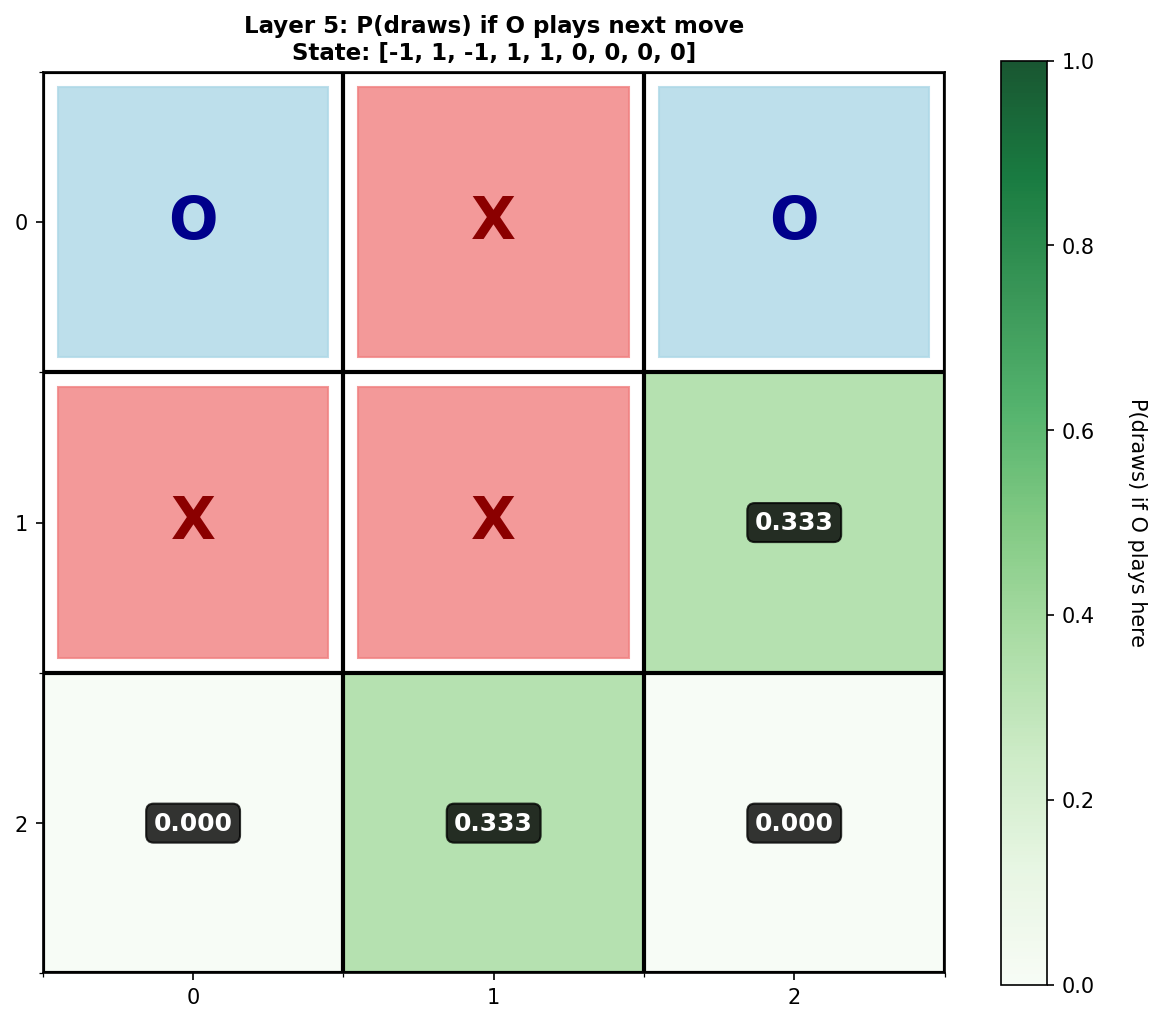 Layer 5: P(draws) if O plays next move
State: [-1, 1, -1, 1, 1, 0, 0, 0, 0]
1.0
O
X
O
0
0.8
0.6
X
X
0.333
1
P(draws) if O plays here
0.4
0.000
0.333
0.000
2
0.2
0.0
0
1
2